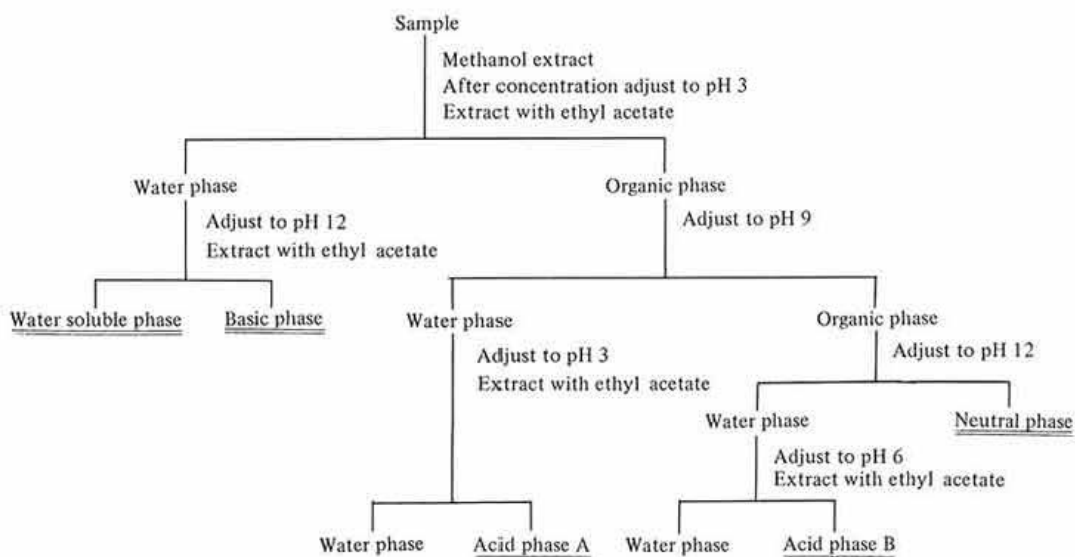 Sample
Methanol extract
After concentration adjust to pH 3
Extract with ethyl acetate
Water phase
Organic phase
Adjust to pH 12
Extract with ethyl acetate
Adjust to pH 9
Water soluble phase
Basic phase
Water phase
Organic phase
Adjust to pH 3
Extract with ethyl acetate
Adjust to pH 12
Water phase
Neutral phase
Adjust to pH 6
Extract with ethyl acetate
Water phase
Acid phase A
Water phase
Acid phase B